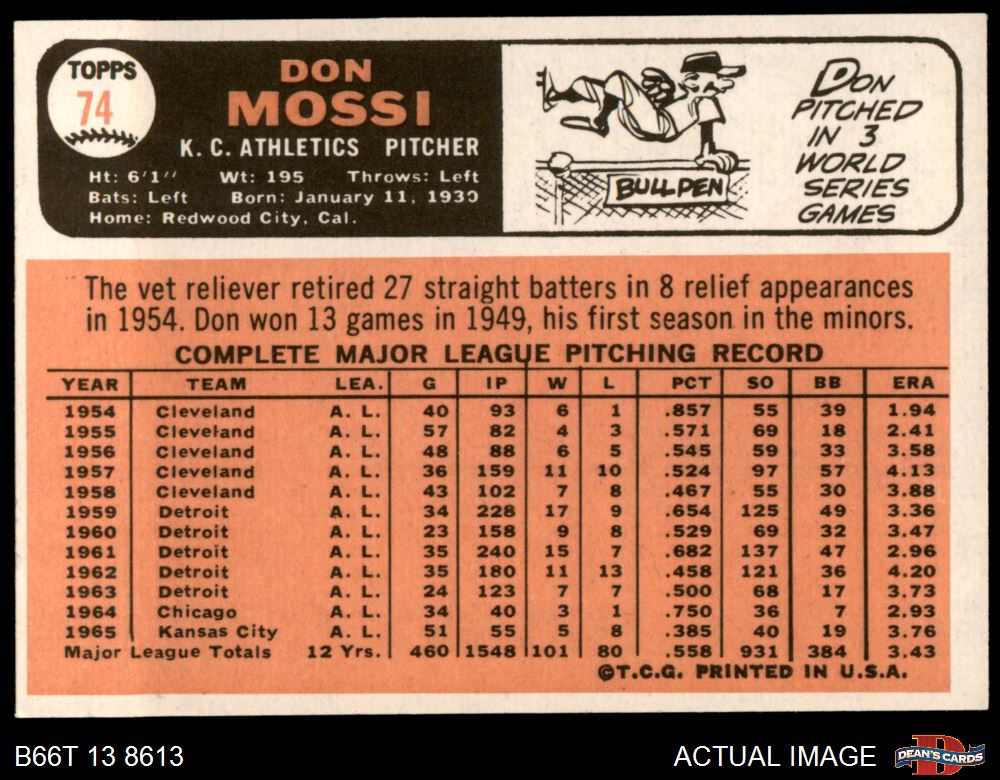 TOPPS
74
DON
MOSSI
K. C. ATHLETICS PITCHER
Ht: 6'1" Wt: 195 Throws: Left
Bats: Left Born: January 11, 1930
Home: Redwood City, Cal.
BULLPEN
DON
PITCHED
IN 3
WORLD
SERIES
GAMES
The vet reliever retired 27 straight batters in 8 relief appearances
in 1954. Don won 13 games in 1949, his first season in the minors.
COMPLETE MAJOR LEAGUE PITCHING RECORD
YEAR TEAM LEA. G IP W L PCT SO BB ERA
1954 Cleveland A. L. 40 93 6 1 .857 55 39 1.94
1955 Cleveland A. L. 57 82 4 3 .571 69 18 2.41
1956 Cleveland A. L. 48 88 6 5 .545 59 33 3.58
1957 Cleveland A. L. 36 159 11 10 .524 97 57 4.13
1958 Cleveland A. L. 43 102 7 8 .467 55 30 3.88
1959 Detroit A. L. 34 228 17 9 .654 125 49 3.36
1960 Detroit A. L. 23 158 9 8 .529 69 32 3.47
1961 Detroit A. L. 35 240 15 7 .682 137 47 2.96
1962 Detroit A. L. 35 180 11 13 .458 121 36 4.20
1963 Detroit A. L. 24 123 7 7 .500 68 17 3.73
1964 Chicago A. L. 34 40 3 1 .750 36 7 2.93
1965 Kansas City A. L. 51 55 5 8 .385 40 19 3.76
Major League Totals 12 Yrs. 460 1548 101 80 .558 931 384 3.43
©T.C.G. PRINTED IN U.S.A.
B66T 13 8613 ACTUAL IMAGE DEAN'S CARDS